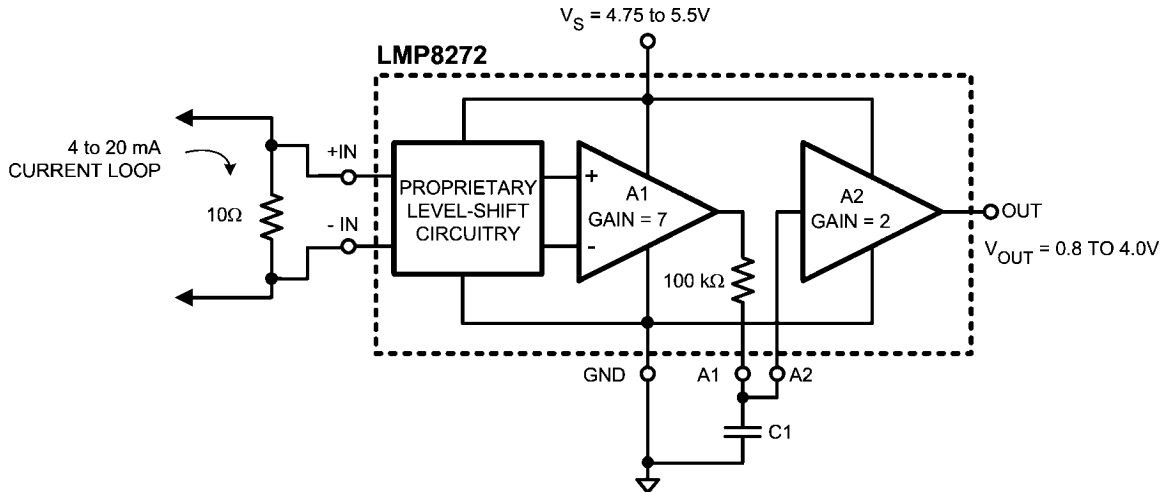 V_S = 4.75 to 5.5V
LMP8272
4 to 20 mA
CURRENT LOOP
+IN
10Ω
- IN
PROPRIETARY
LEVEL-SHIFT
CIRCUITRY
+
-
A1
GAIN = 7
A2
GAIN = 2
OUT
V_OUT = 0.8 TO 4.0V
100 kΩ
GND
A1
A2
C1